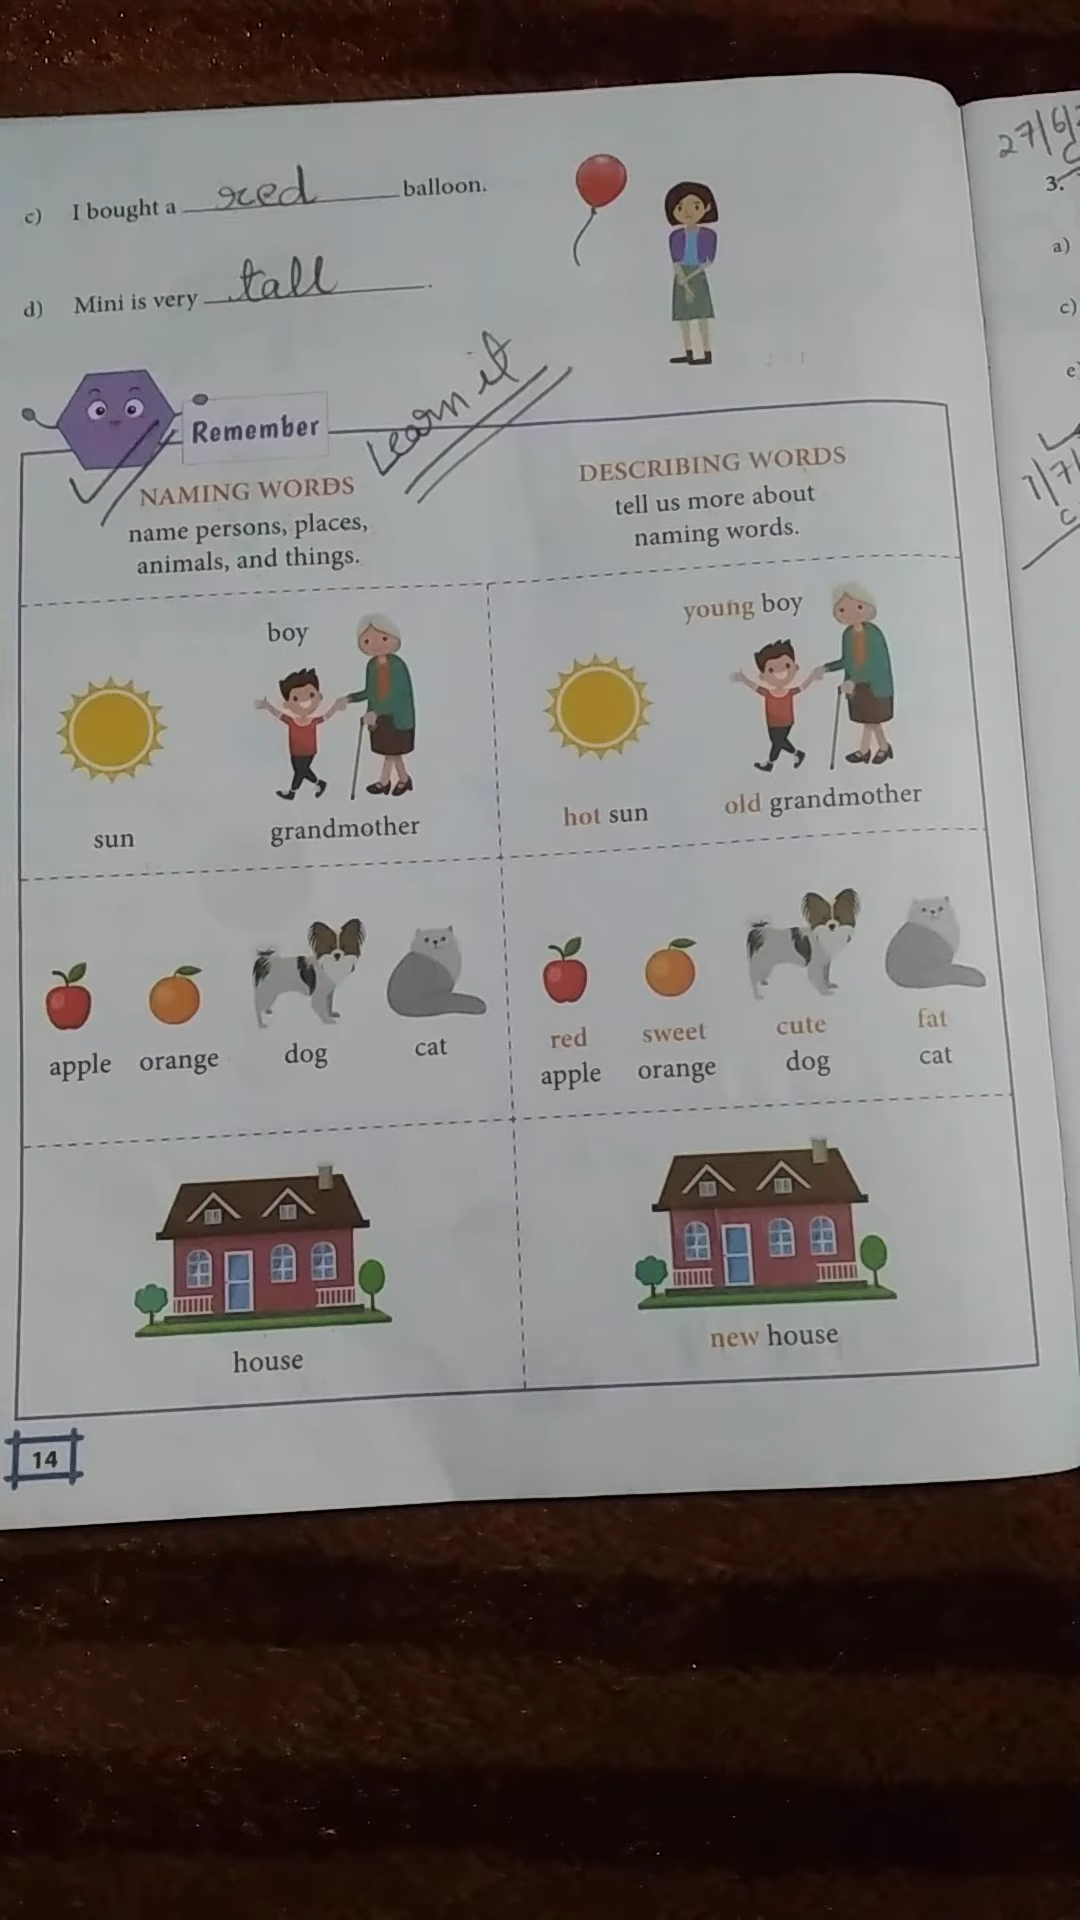 c) I bought a red balloon.
d) Mini is very tall.
Remember
Learn it
NAMING WORDS
name persons, places,
animals, and things.
DESCRIBING WORDS
tell us more about
naming words.
boy
sun
grandmother
young boy
hot sun
old grandmother
apple orange dog cat
red sweet cute fat
apple orange dog cat
house
new house
14
27/6/
3.
a)
c)
e)